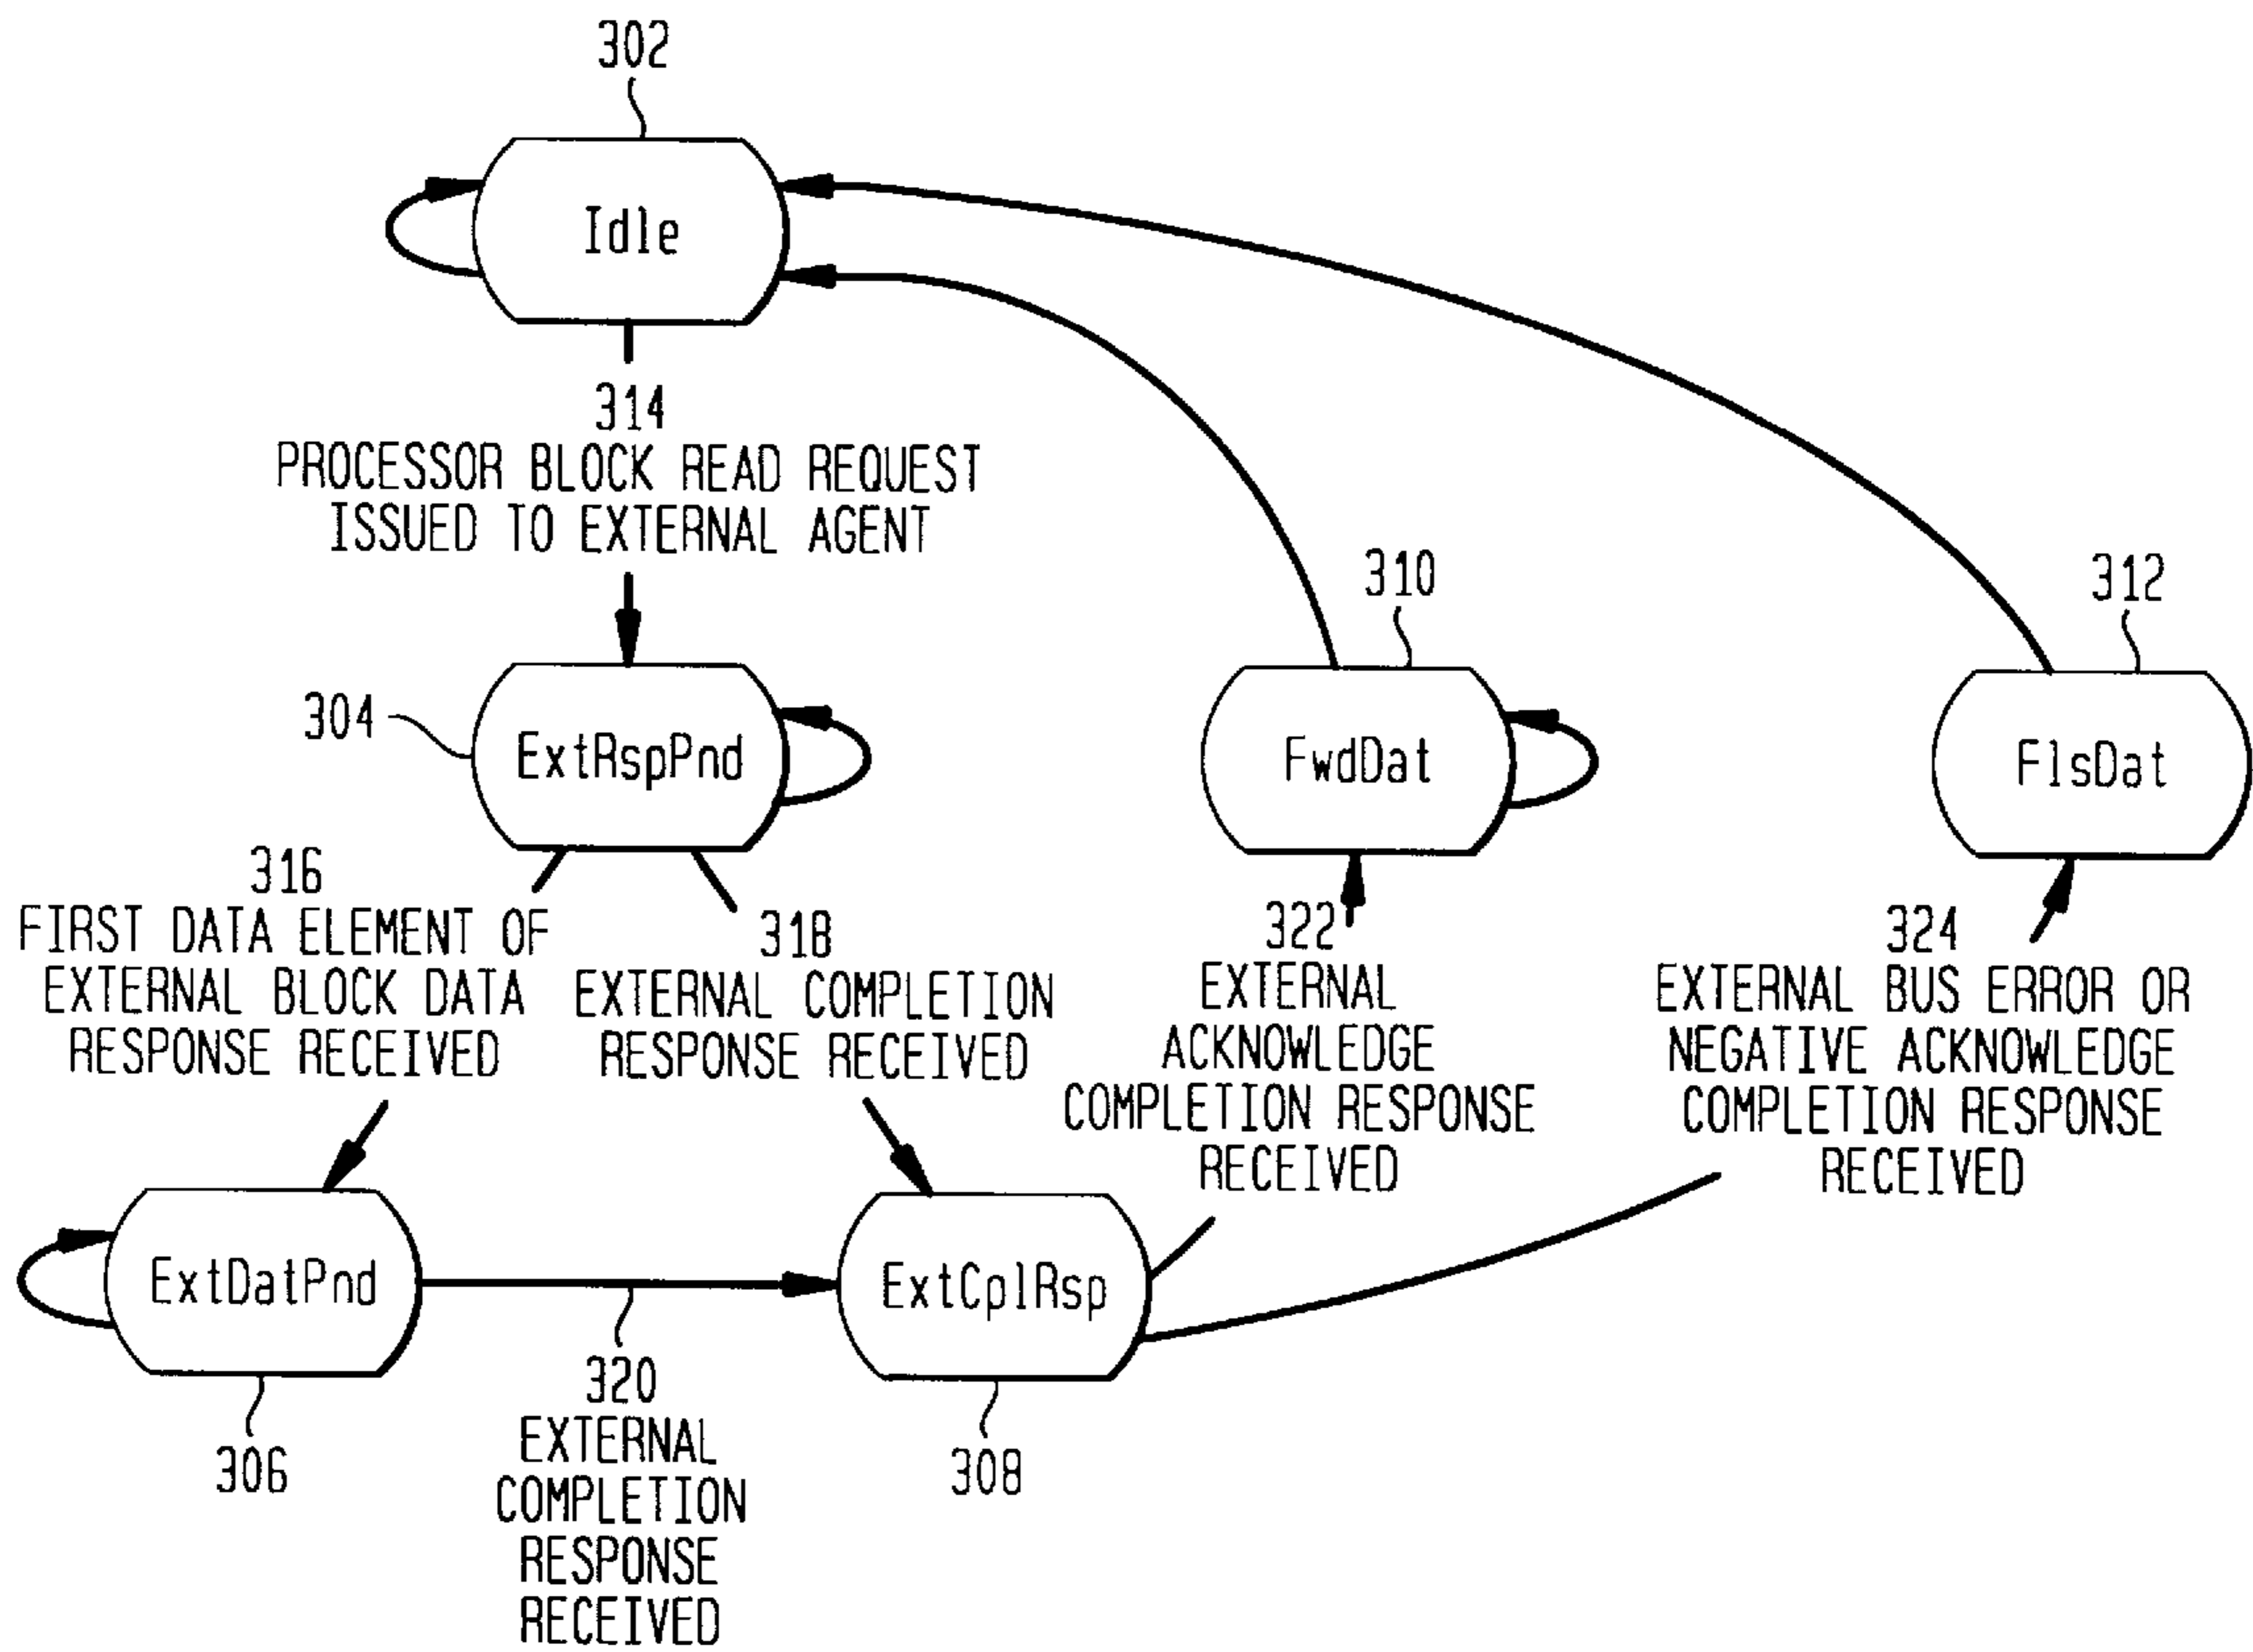 302
Idle
314
PROCESSOR BLOCK READ REQUEST
ISSUED TO EXTERNAL AGENT
304
ExtRspPnd
310
FwdDat
312
FlsDat
316
FIRST DATA ELEMENT OF
EXTERNAL BLOCK DATA
RESPONSE RECEIVED
318
EXTERNAL COMPLETION
RESPONSE RECEIVED
322
EXTERNAL
ACKNOWLEDGE
COMPLETION RESPONSE
RECEIVED
324
EXTERNAL BUS ERROR OR
NEGATIVE ACKNOWLEDGE
COMPLETION RESPONSE
RECEIVED
ExtDatPnd
306
320
EXTERNAL
COMPLETION
RESPONSE
RECEIVED
ExtCplRsp
308